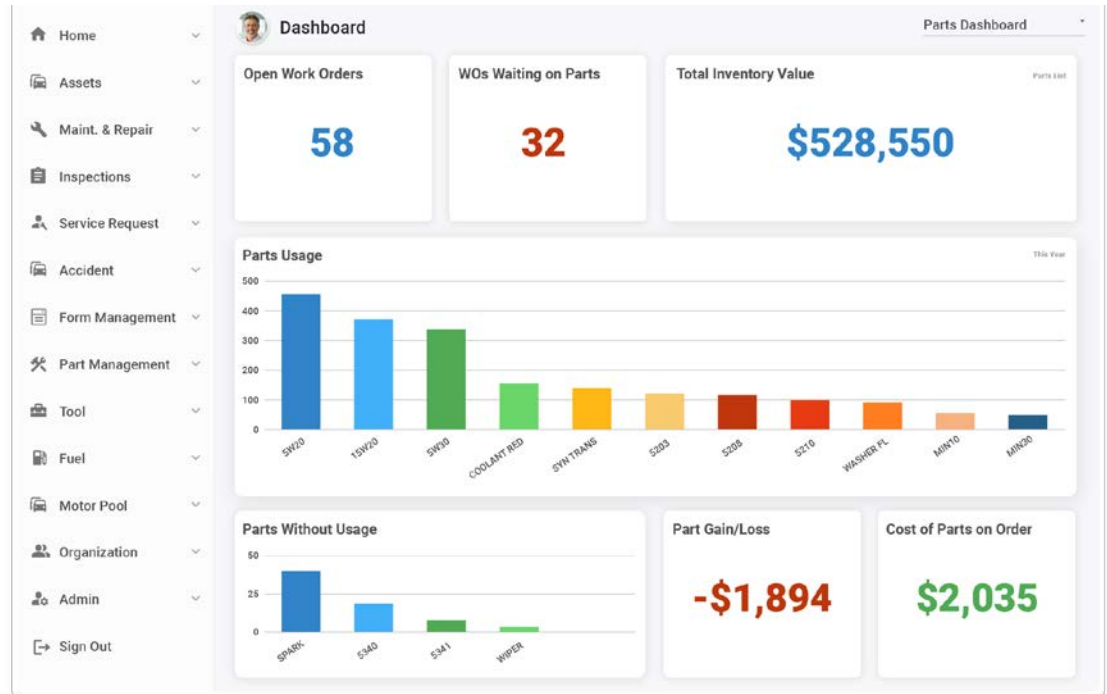 Home
Assets
Maint. & Repair
Inspections
Service Request
Accident
Form Management
Part Management
Tool
Fuel
Motor Pool
Organization
Admin
Sign Out
Dashboard
Parts Dashboard
Open Work Orders
58
WOs Waiting on Parts
32
Total Inventory Value
Parts List
$528,550
Parts Usage
This Year
500
400
300
200
100
0
5W20
15W20
5W30
COOLANT RED
SYN TRANS
5203
5208
5210
WASHER FL
MIN10
MIN30
Parts Without Usage
50
25
0
SPARK
5340
5341
WIPER
Part Gain/Loss
-$1,894
Cost of Parts on Order
$2,035